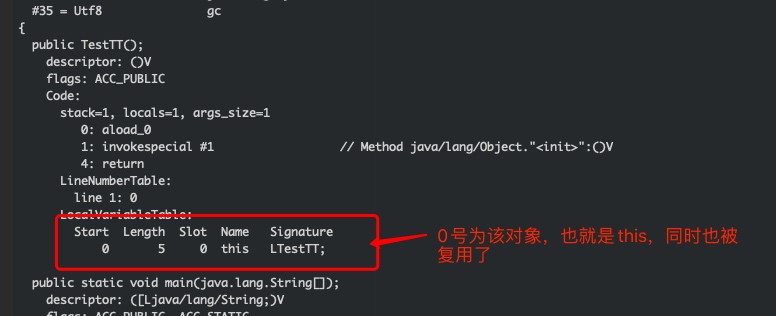 #35 = Utf8               gc
{
  public TestTT();
    descriptor: ()V
    flags: ACC_PUBLIC
    Code:
      stack=1, locals=1, args_size=1
         0: aload_0
         1: invokespecial #1                  // Method java/lang/Object."<init>":()V
         4: return
      LineNumberTable:
        line 1: 0
      LocalVariableTable:
        Start  Length  Slot  Name   Signature
            0       5     0  this   LTestTT;
0号为该对象，也就是this，同时也被
复用了
  public static void main(java.lang.String[]);
    descriptor: ([Ljava/lang/String;)V
    flags: ACC_PUBLIC, ACC_STATIC